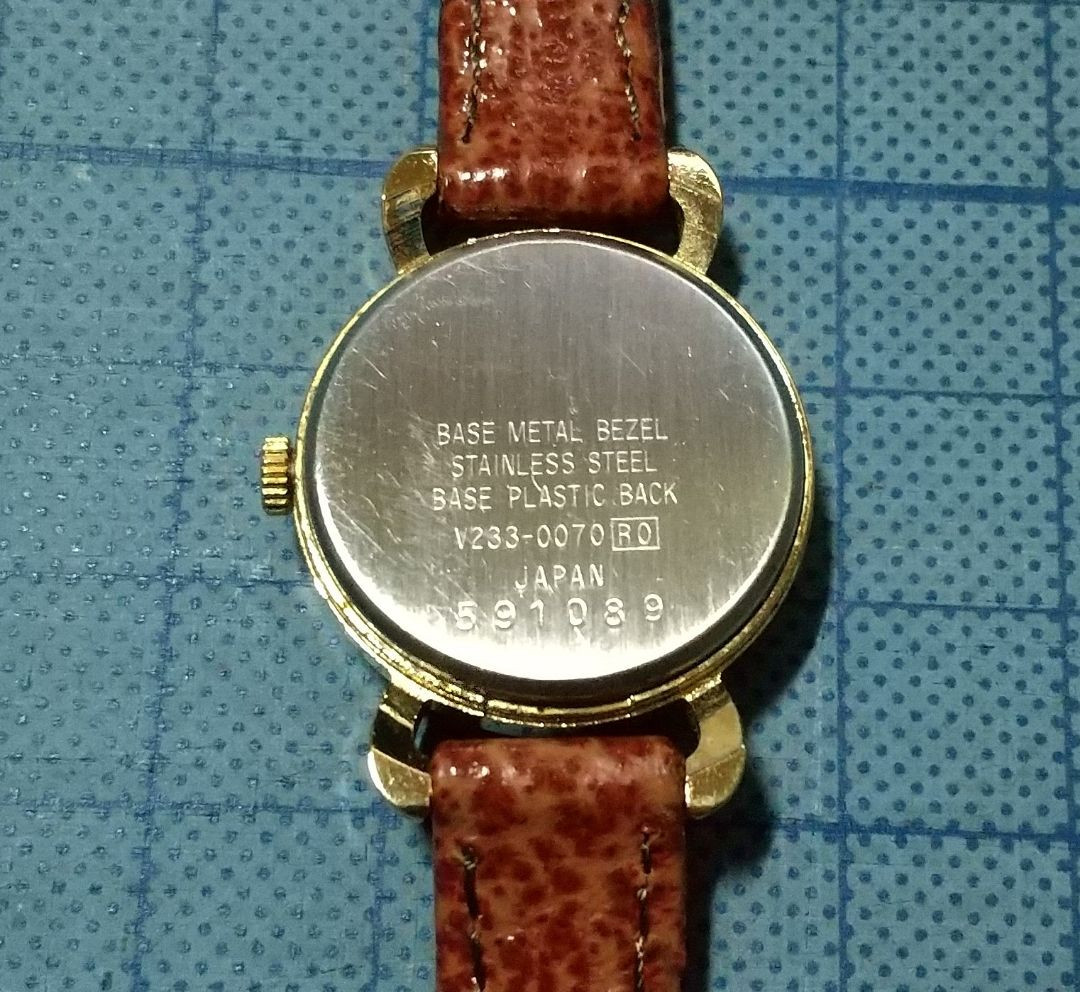 BASE METAL BEZEL
STAINLESS STEEL
BASE PLASTIC BACK
V233-0070 R0
JAPAN
591089